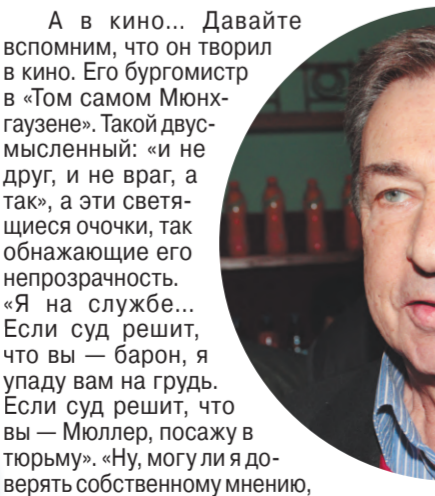 А в кино... Давайте
вспомним, что он творил
в кино. Его бургомистр
в «Том самом Мюнх-
гаузене». Такой двус-
мысленный: «и не
друг, и не враг, а
так», а эти светя-
щиеся очочки, так
обнажающие его
непрозрачность.
«Я на службе...
Если суд решит,
что вы — барон, я
упаду вам на грудь.
Если суд решит, что
вы — Мюллер, посажу в
тюрьму». «Ну, могу ли я до-
верять собственному мнению,